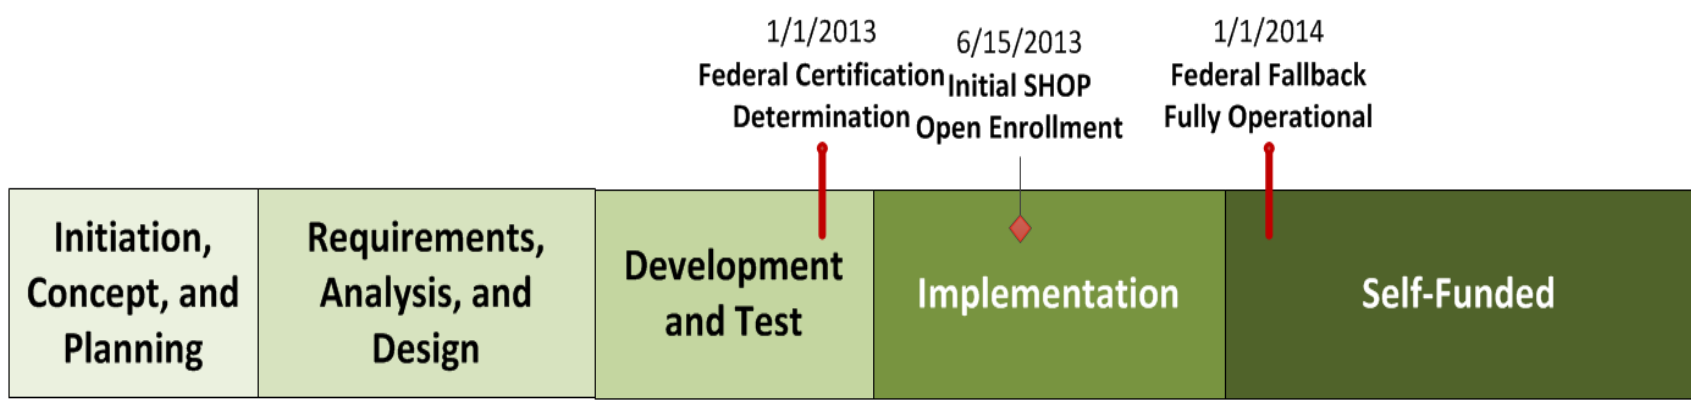 1/1/2013
Federal Certification
Determination
6/15/2013
Initial SHOP
Open Enrollment
1/1/2014
Federal Fallback
Fully Operational
Initiation,
Concept, and
Planning
Requirements,
Analysis, and
Design
Development
and Test
Implementation
Self-Funded